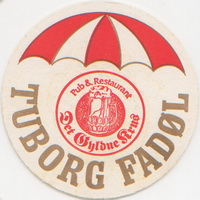 Pub & Restaurant
Det Gyldne Krus
TUBORG FADØL